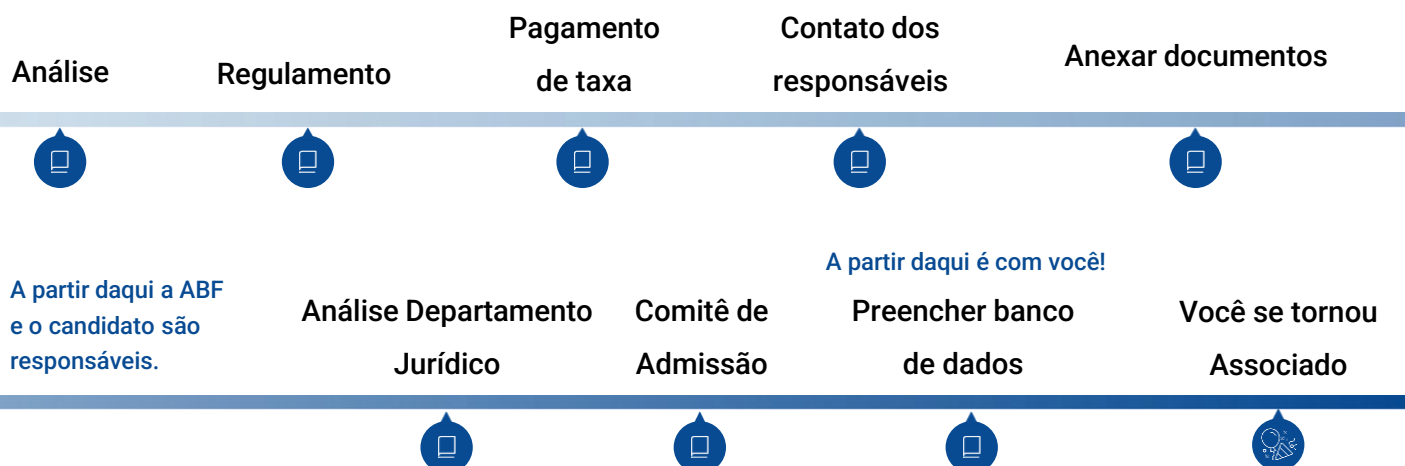 Análise
Regulamento
Pagamento
de taxa
Contato dos
responsáveis
Anexar documentos
A partir daqui a ABF
e o candidato são
responsáveis.
Análise Departamento
Jurídico
Comitê de
Admissão
A partir daqui é com você!
Preencher banco
de dados
Você se tornou
Associado